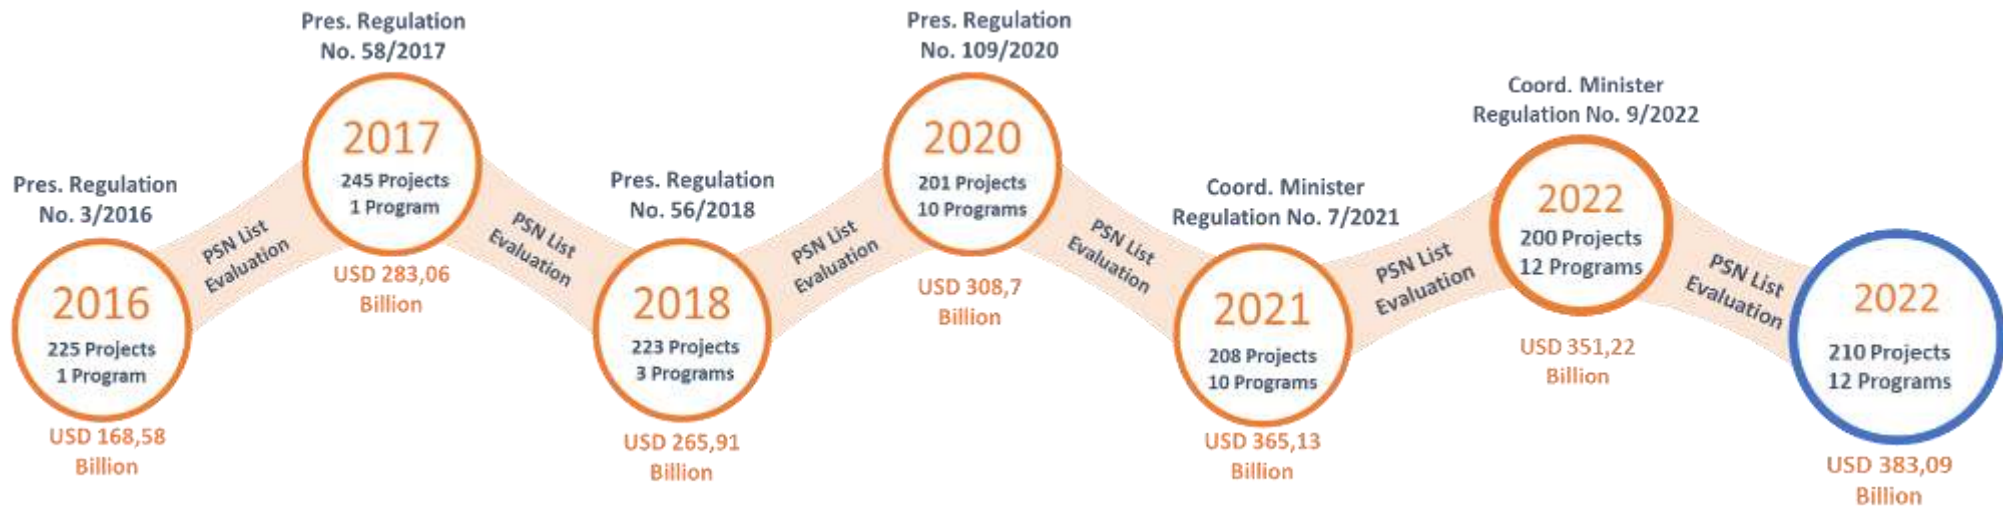 Pres. Regulation
No. 3/2016
2016
225 Projects
1 Program
USD 168,58
Billion
PSN List
Evaluation
Pres. Regulation
No. 58/2017
2017
245 Projects
1 Program
USD 283,06
Billion
PSN List
Evaluation
Pres. Regulation
No. 56/2018
2018
223 Projects
3 Programs
USD 265,91
Billion
PSN List
Evaluation
Pres. Regulation
No. 109/2020
2020
201 Projects
10 Programs
USD 308,7
Billion
PSN List
Evaluation
Coord. Minister
Regulation No. 7/2021
2021
208 Projects
10 Programs
USD 365,13
Billion
PSN List
Evaluation
Coord. Minister
Regulation No. 9/2022
2022
200 Projects
12 Programs
USD 351,22
Billion
PSN List
Evaluation
2022
210 Projects
12 Programs
USD 383,09
Billion